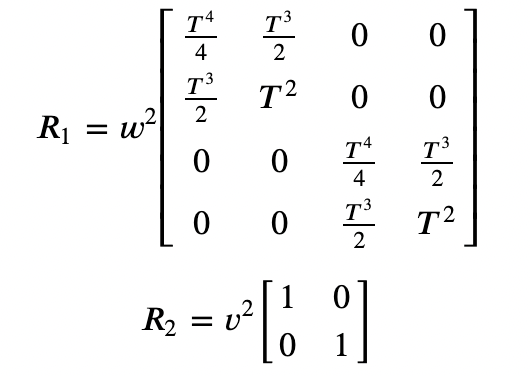 R₁ = w² [ T⁴/4 T³/2 0 0
T³/2 T² 0 0
0 0 T⁴/4 T³/2
0 0 T³/2 T² ]
R₂ = v² [ 1 0
0 1 ]